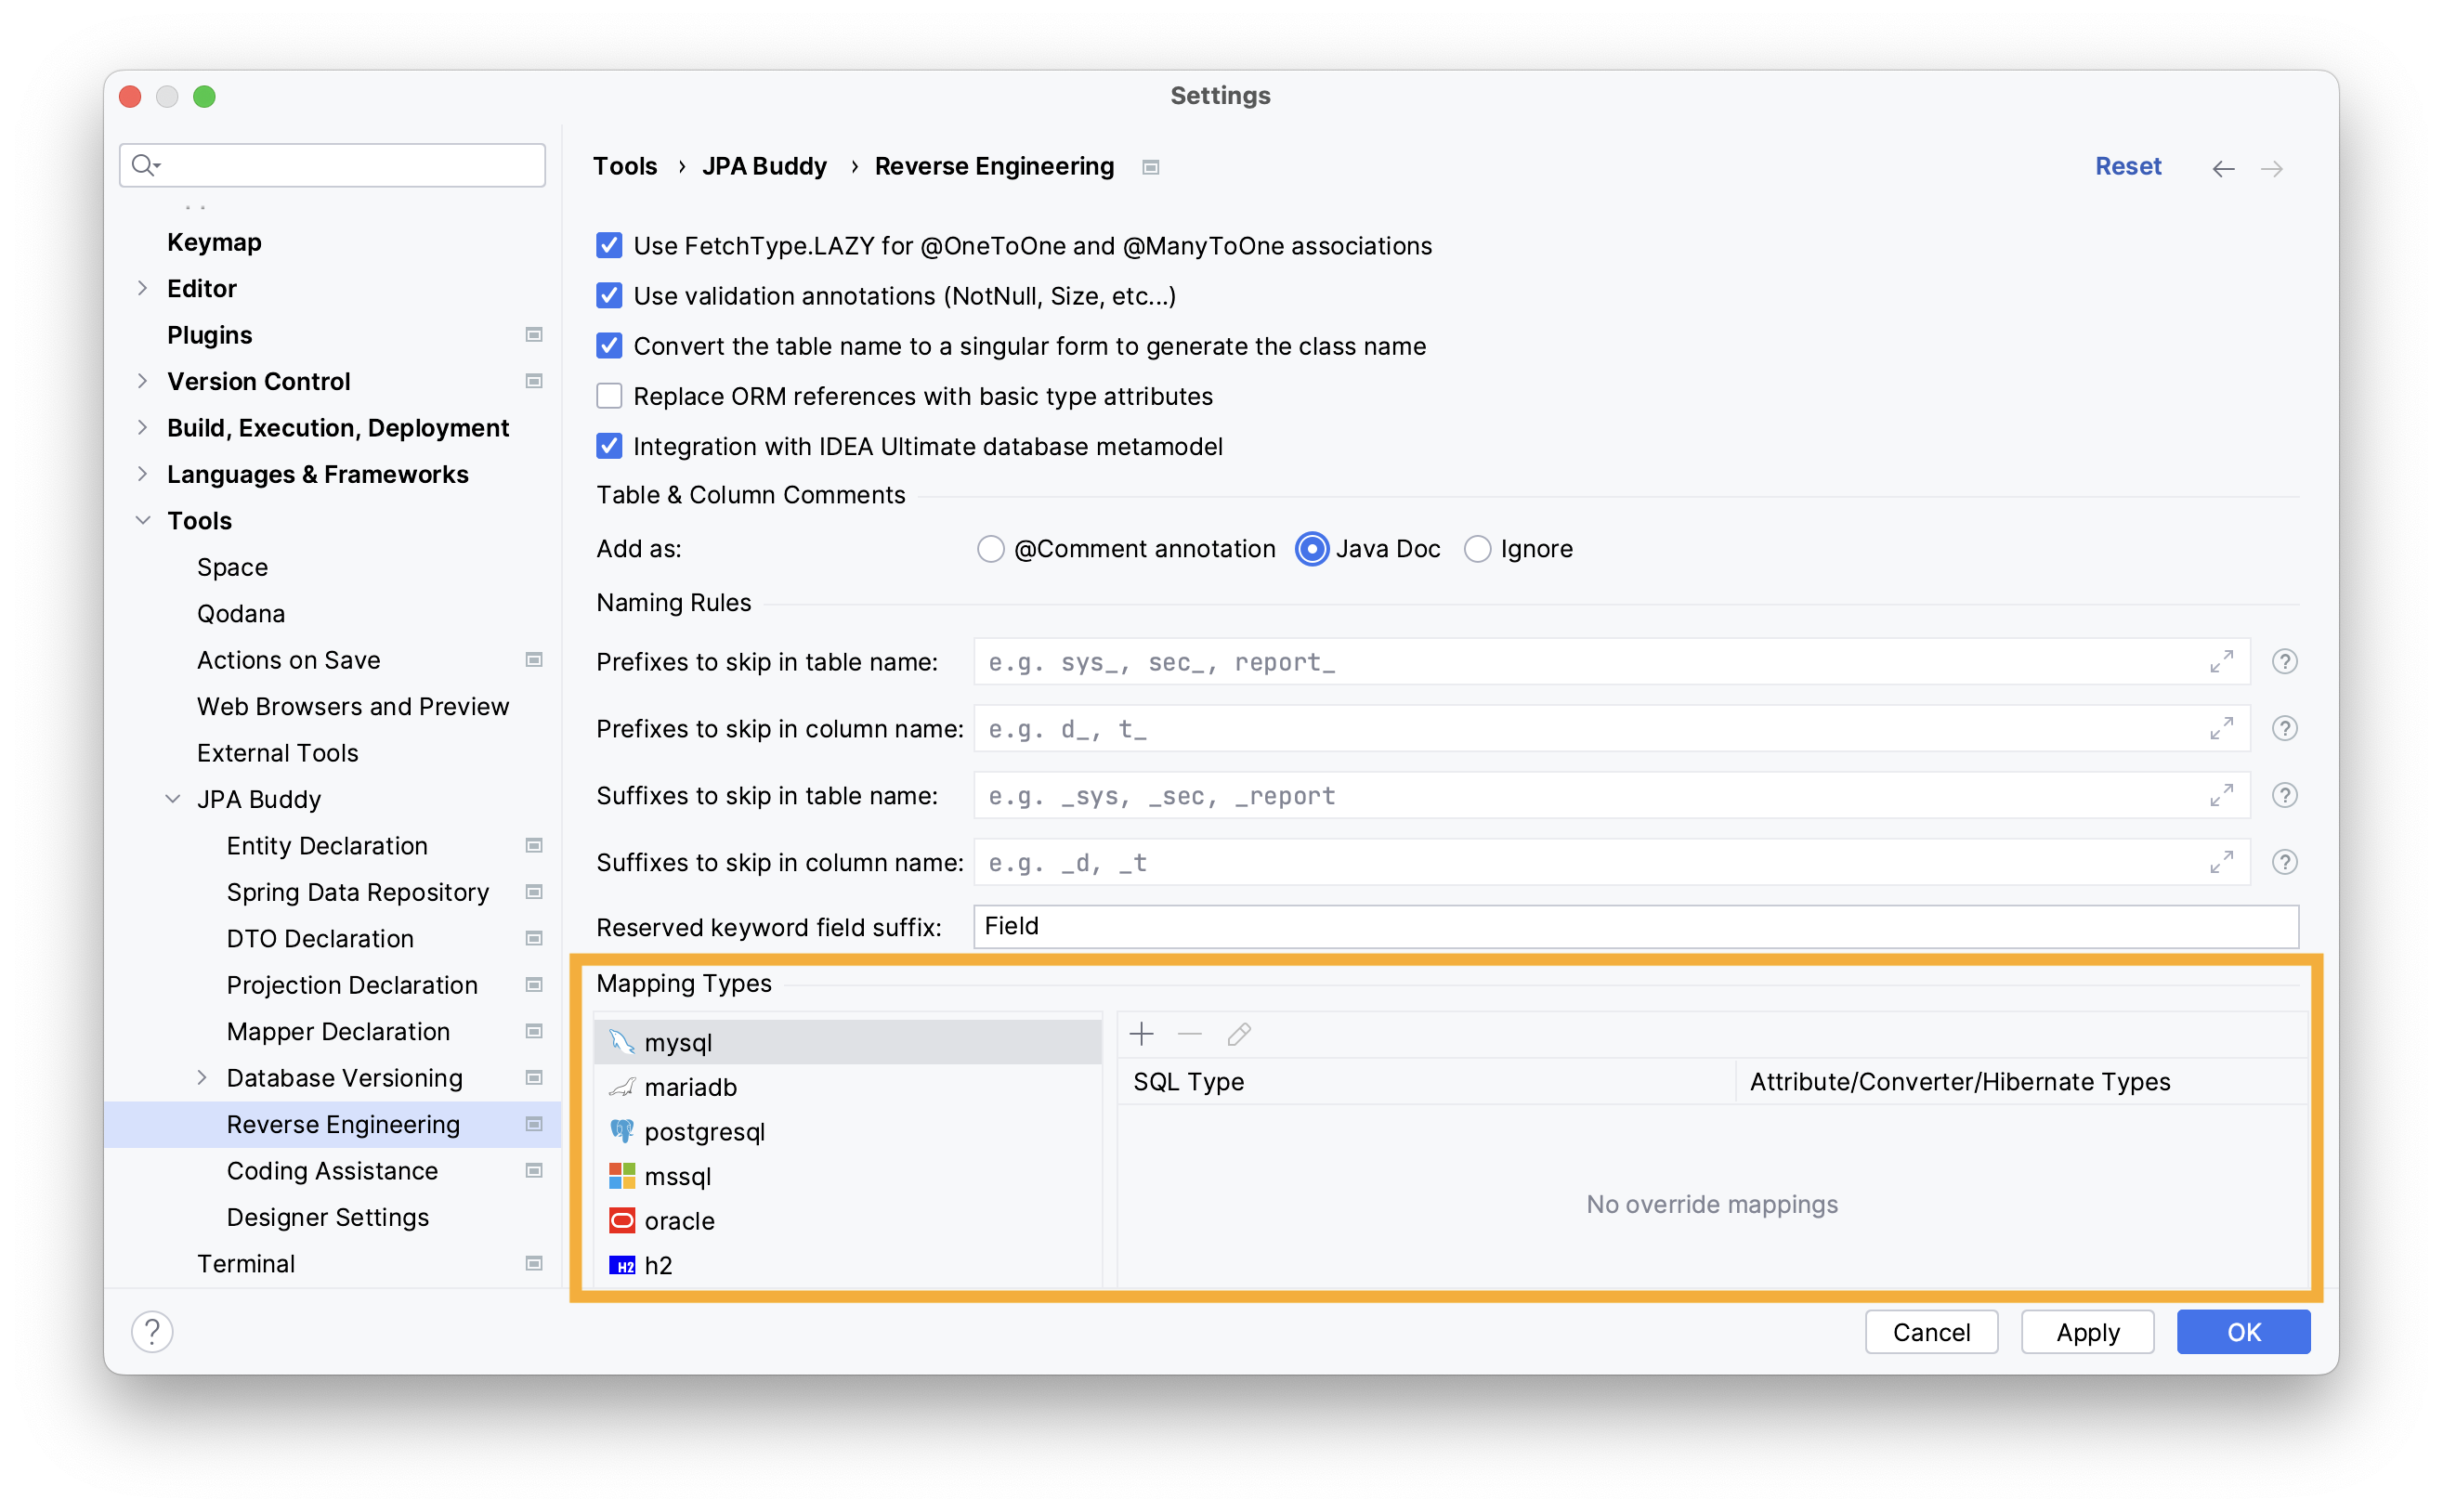 Settings
Tools › JPA Buddy › Reverse Engineering
Reset
Keymap
Editor
Plugins
Version Control
Build, Execution, Deployment
Languages & Frameworks
Tools
Space
Qodana
Actions on Save
Web Browsers and Preview
External Tools
JPA Buddy
Entity Declaration
Spring Data Repository
DTO Declaration
Projection Declaration
Mapper Declaration
Database Versioning
Reverse Engineering
Coding Assistance
Designer Settings
Terminal
Use FetchType.LAZY for @OneToOne and @ManyToOne associations
Use validation annotations (NotNull, Size, etc...)
Convert the table name to a singular form to generate the class name
Replace ORM references with basic type attributes
Integration with IDEA Ultimate database metamodel
Table & Column Comments
Add as: @Comment annotation Java Doc Ignore
Naming Rules
Prefixes to skip in table name: e.g. sys_, sec_, report_ ?
Prefixes to skip in column name: e.g. d_, t_ ?
Suffixes to skip in table name: e.g. _sys, _sec, _report ?
Suffixes to skip in column name: e.g. _d, _t ?
Reserved keyword field suffix: Field
Mapping Types
mysql
mariadb
postgresql
mssql
oracle
H2 h2
SQL Type Attribute/Converter/Hibernate Types
No override mappings
? Cancel Apply OK